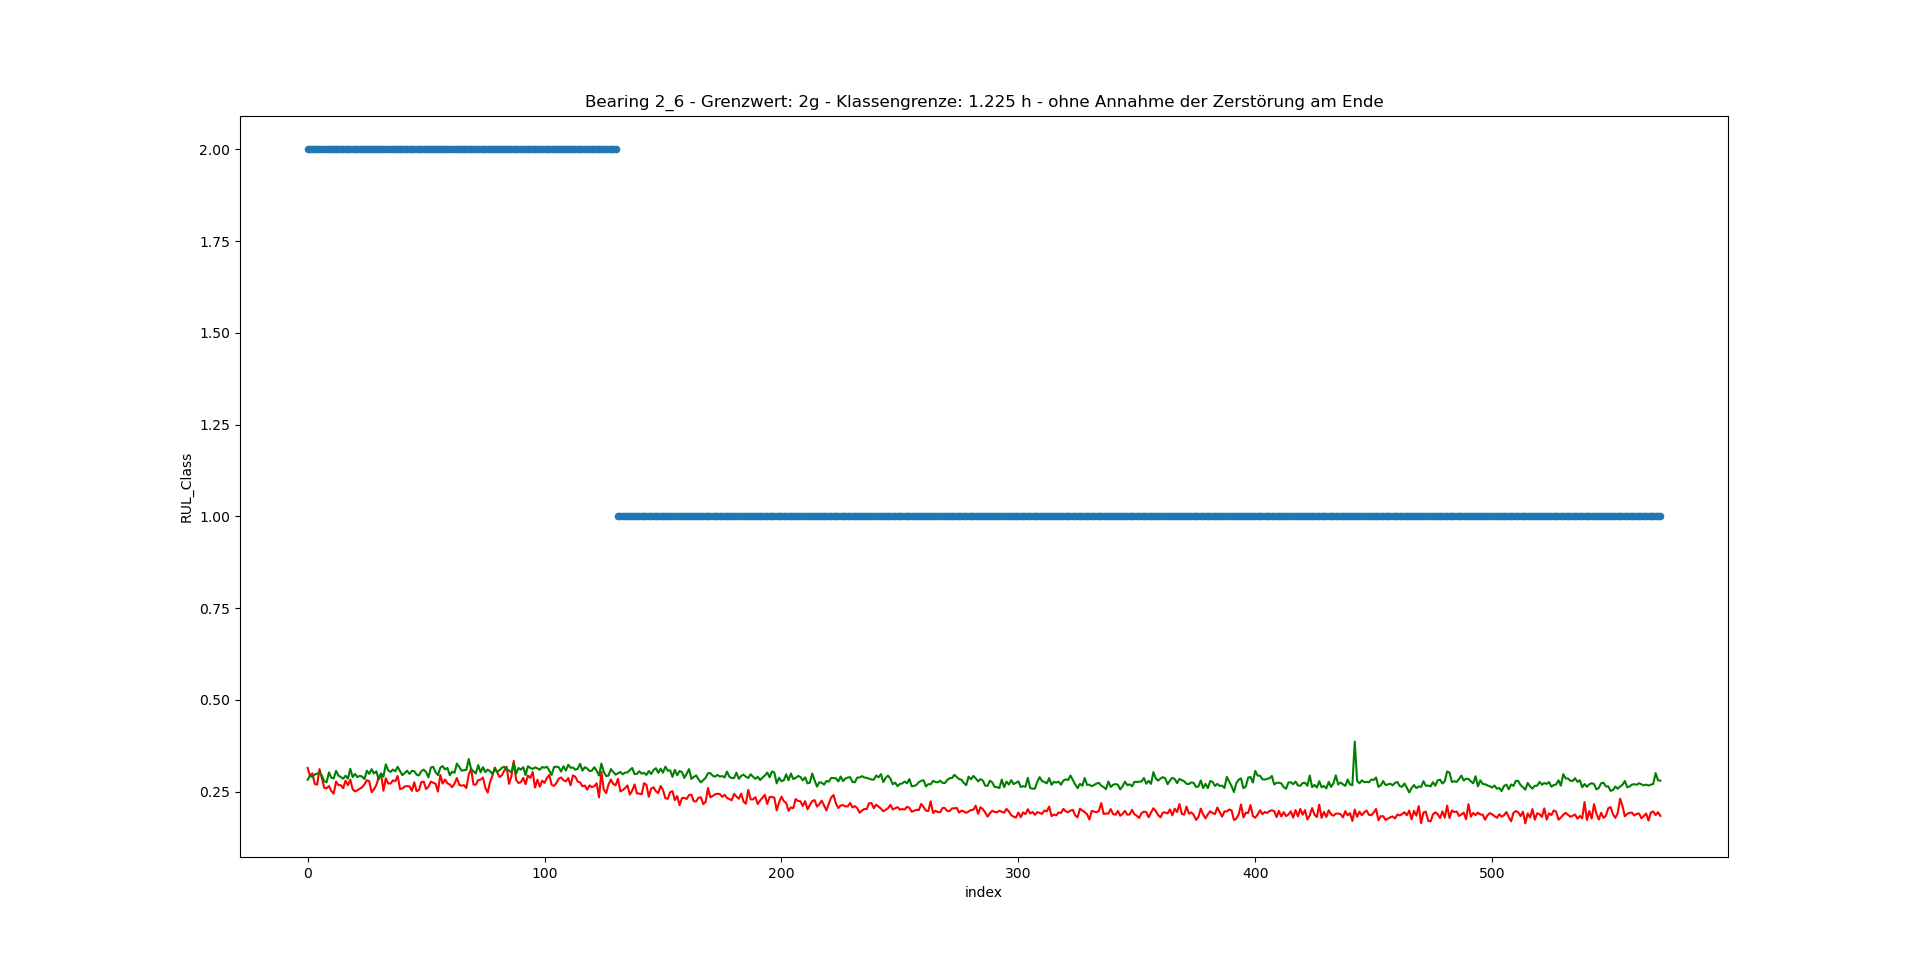 Bearing 2_6 - Grenzwert: 2g - Klassengrenze: 1.225 h - ohne Annahme der Zerstörung am Ende
2.00
1.75
1.50
1.25
1.00
0.75
0.50
0.25
RUL_Class
0 100 200 300 400 500
index